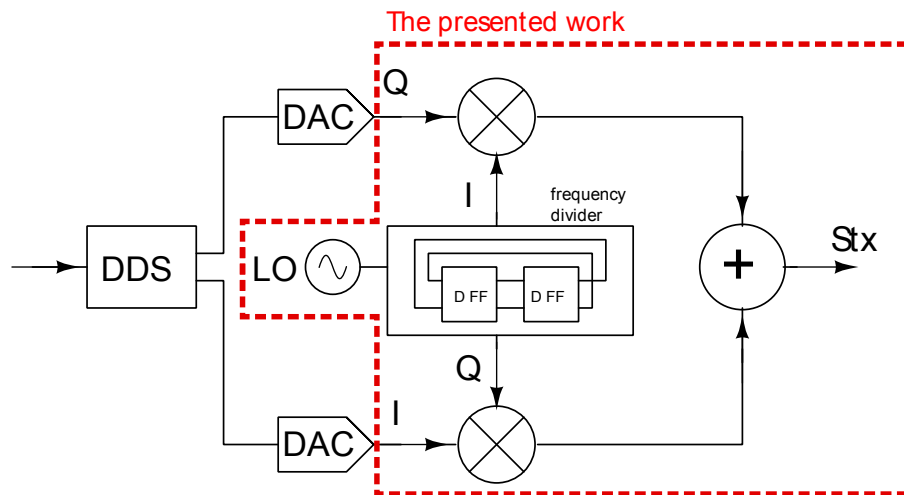 The presented work
Q
DAC
I
frequency
divider
DDS
LO
D FF
D FF
+
Stx
Q
I
DAC